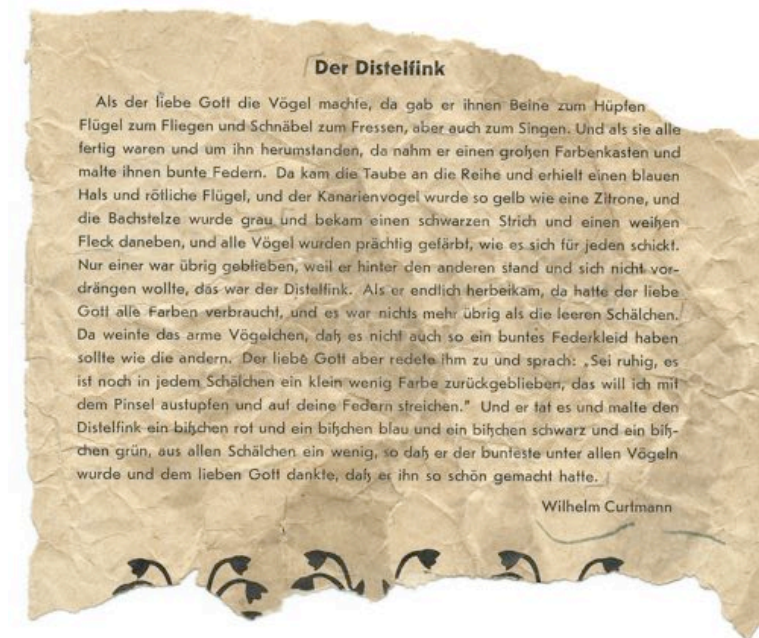 Der Distelfink
Als der liebe Gott die Vögel machte, da gab er ihnen Beine zum Hüpfen
Flügel zum Fliegen und Schnäbel zum Fressen, aber auch zum Singen. Und als sie alle
fertig waren und um ihn herumstanden, da nahm er einen großen Farbenkasten und
malte ihnen bunte Federn. Da kam die Taube an die Reihe und erhielt einen blauen
Hals und rötliche Flügel, und der Kanarienvogel wurde so gelb wie eine Zitrone, und
die Bachstelze wurde grau und bekam einen schwarzen Strich und einen weißen
Fleck daneben, und alle Vögel wurden prächtig gefärbt, wie es sich für jeden schickt.
Nur einer war übrig geblieben, weil er hinter den anderen stand und sich nicht vor-
drängen wollte, das war der Distelfink. Als er endlich herbeikam, da hatte der liebe
Gott alle Farben verbraucht, und es war nichts mehr übrig als die leeren Schälchen.
Da weinte das arme Vögelchen, daß es nicht auch so ein buntes Federkleid haben
sollte wie die andern. Der liebe Gott aber redete ihm zu und sprach: „Sei ruhig, es
ist noch in jedem Schälchen ein klein wenig Farbe zurückgeblieben, das will ich mit
dem Pinsel austupfen und auf deine Federn streichen.” Und er tat es und malte den
Distelfink ein bißchen rot und ein bißchen blau und ein bißchen schwarz und ein biß-
chen grün, aus allen Schälchen ein wenig, so daß er der bunteste unter allen Vögeln
wurde und dem lieben Gott dankte, daß er ihn so schön gemacht hatte.
Wilhelm Curtmann